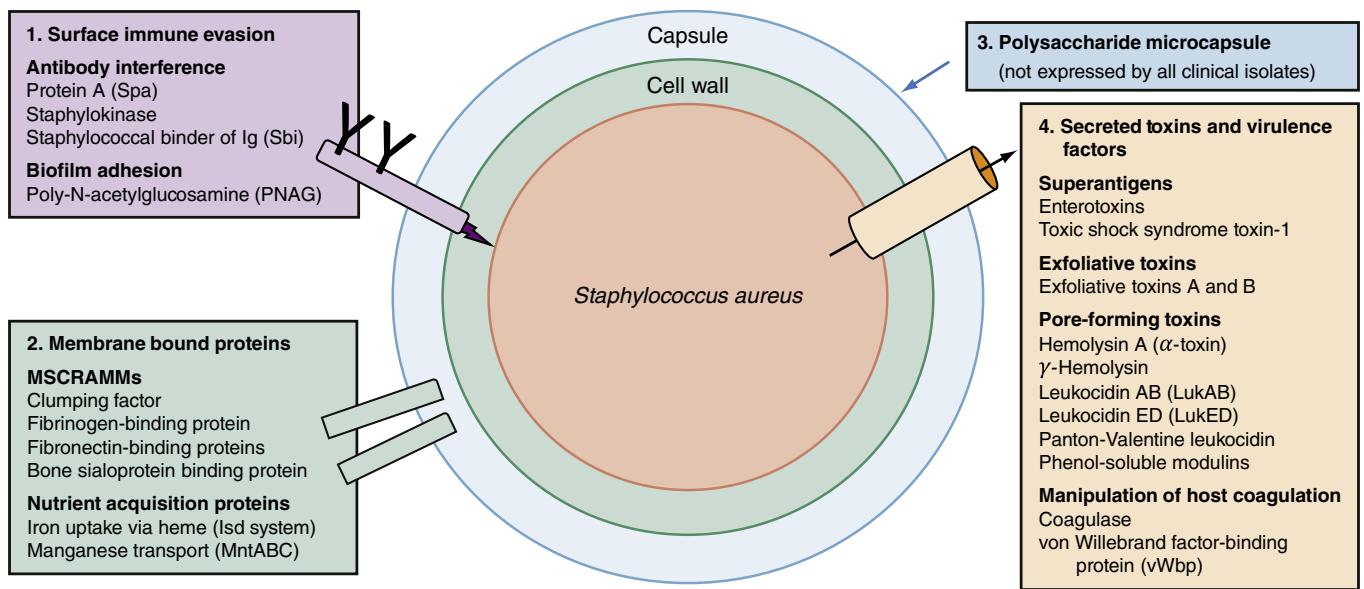 1. Surface immune evasion
Antibody interference
Protein A (Spa)
Staphylokinase
Staphylococcal binder of Ig (Sbi)
Biofilm adhesion
Poly-N-acetylglucosamine (PNAG)
2. Membrane bound proteins
MSCRAMMs
Clumping factor
Fibrinogen-binding protein
Fibronectin-binding proteins
Bone sialoprotein binding protein
Nutrient acquisition proteins
Iron uptake via heme (Isd system)
Manganese transport (MntABC)
Capsule
Cell wall
Staphylococcus aureus
3. Polysaccharide microcapsule
(not expressed by all clinical isolates)
4. Secreted toxins and virulence
factors
Superantigens
Enterotoxins
Toxic shock syndrome toxin-1
Exfoliative toxins
Exfoliative toxins A and B
Pore-forming toxins
Hemolysin A (α-toxin)
γ-Hemolysin
Leukocidin AB (LukAB)
Leukocidin ED (LukED)
Panton-Valentine leukocidin
Phenol-soluble modulins
Manipulation of host coagulation
Coagulase
von Willebrand factor-binding
protein (vWbp)